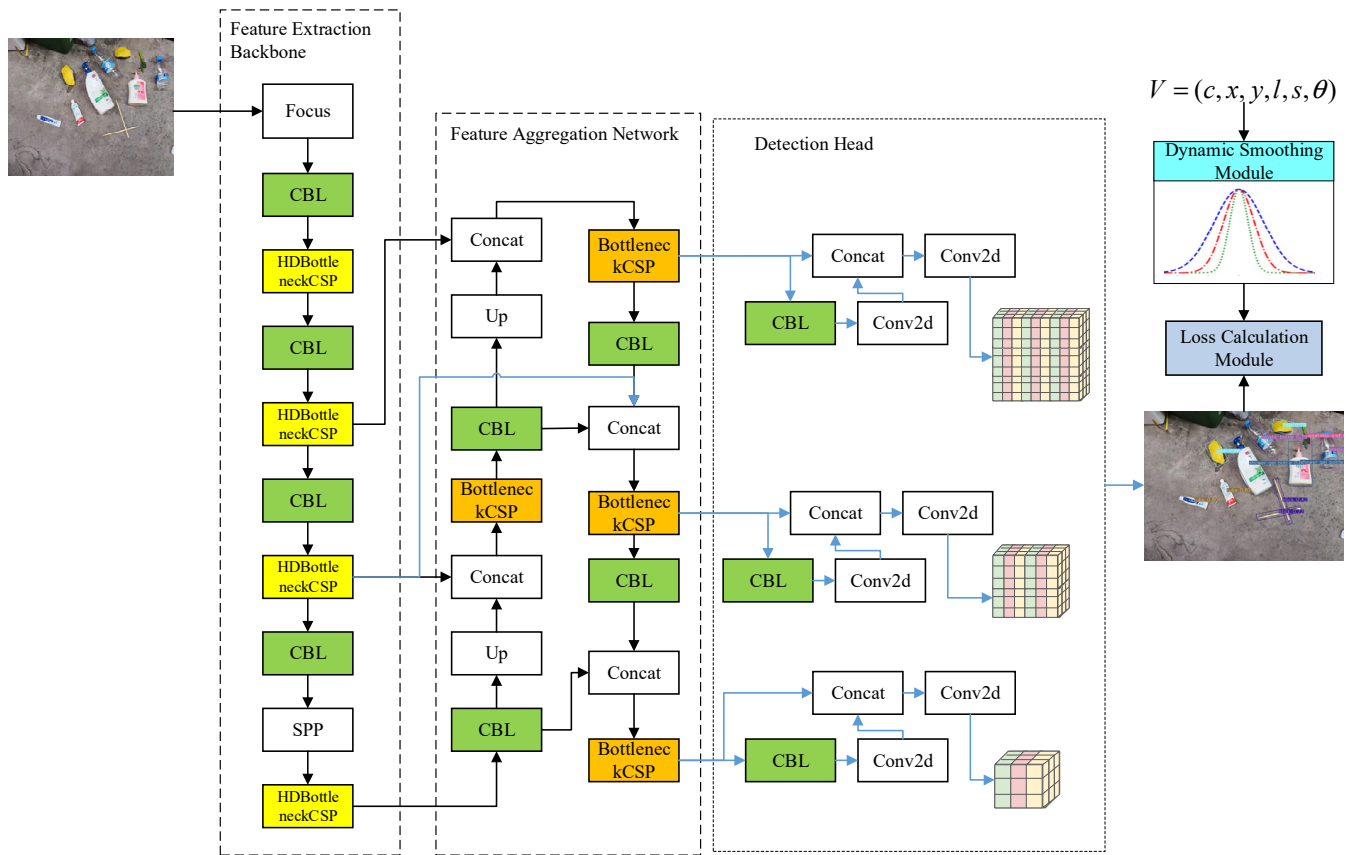 Feature Extraction
Backbone
Focus
CBL
HDBottle
neckCSP
CBL
HDBottle
neckCSP
CBL
HDBottle
neckCSP
CBL
SPP
HDBottle
neckCSP
Feature Aggregation Network
Concat
Up
CBL
Bottlenec
kCSP
Concat
Up
CBL
Bottlenec
kCSP
CBL
Concat
Bottlenec
kCSP
CBL
Concat
Bottlenec
kCSP
Detection Head
Concat
Conv2d
CBL
Conv2d
Concat
Conv2d
CBL
Conv2d
Concat
Conv2d
CBL
Conv2d
V = (c, x, y, l, s, θ)
Dynamic Smoothing
Module
Loss Calculation
Module